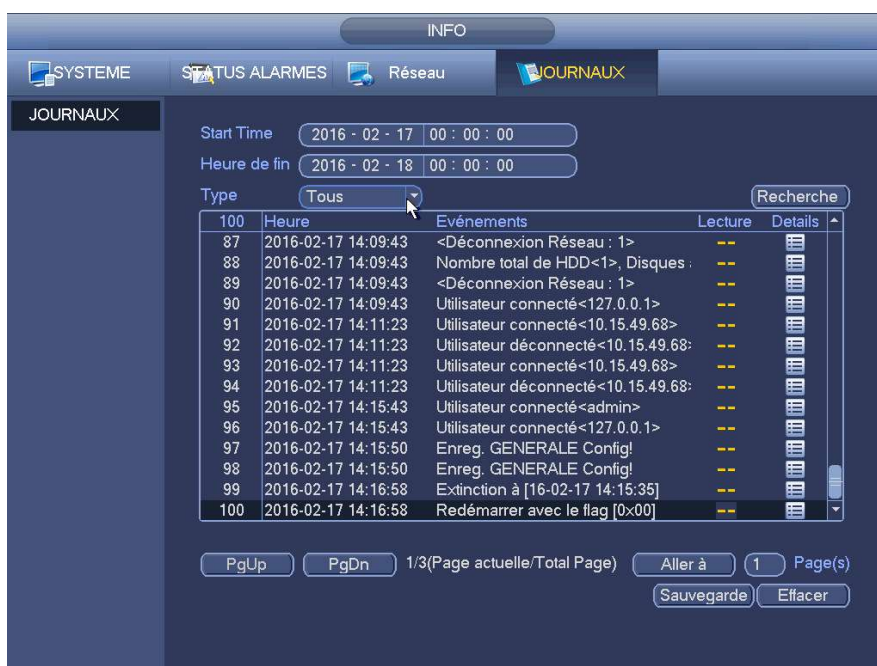 INFO
SYSTEME STATUS ALARMES Réseau JOURNAUX
JOURNAUX
Start Time 2016 - 02 - 17 00 : 00 : 00
Heure de fin 2016 - 02 - 18 00 : 00 : 00
Type Tous Recherche
100 Heure Evénements Lecture Details
87 2016-02-17 14:09:43 <Déconnexion Réseau : 1> --
88 2016-02-17 14:09:43 Nombre total de HDD<1>, Disques --
89 2016-02-17 14:09:43 <Déconnexion Réseau : 1> --
90 2016-02-17 14:09:43 Utilisateur connecté<127.0.0.1> --
91 2016-02-17 14:11:23 Utilisateur connecté<10.15.49.68> --
92 2016-02-17 14:11:23 Utilisateur déconnecté<10.15.49.68> --
93 2016-02-17 14:11:23 Utilisateur connecté<10.15.49.68> --
94 2016-02-17 14:11:23 Utilisateur déconnecté<10.15.49.68> --
95 2016-02-17 14:15:43 Utilisateur connecté<admin> --
96 2016-02-17 14:15:43 Utilisateur connecté<127.0.0.1> --
97 2016-02-17 14:15:50 Enreg. GENERALE Config! --
98 2016-02-17 14:15:50 Enreg. GENERALE Config! --
99 2016-02-17 14:16:58 Extinction à [16-02-17 14:15:35] --
100 2016-02-17 14:16:58 Redémarrer avec le flag [0x00] --
PgUp PgDn 1/3(Page actuelle/Total Page) Aller à 1 Page(s)
Sauvegarde Effacer